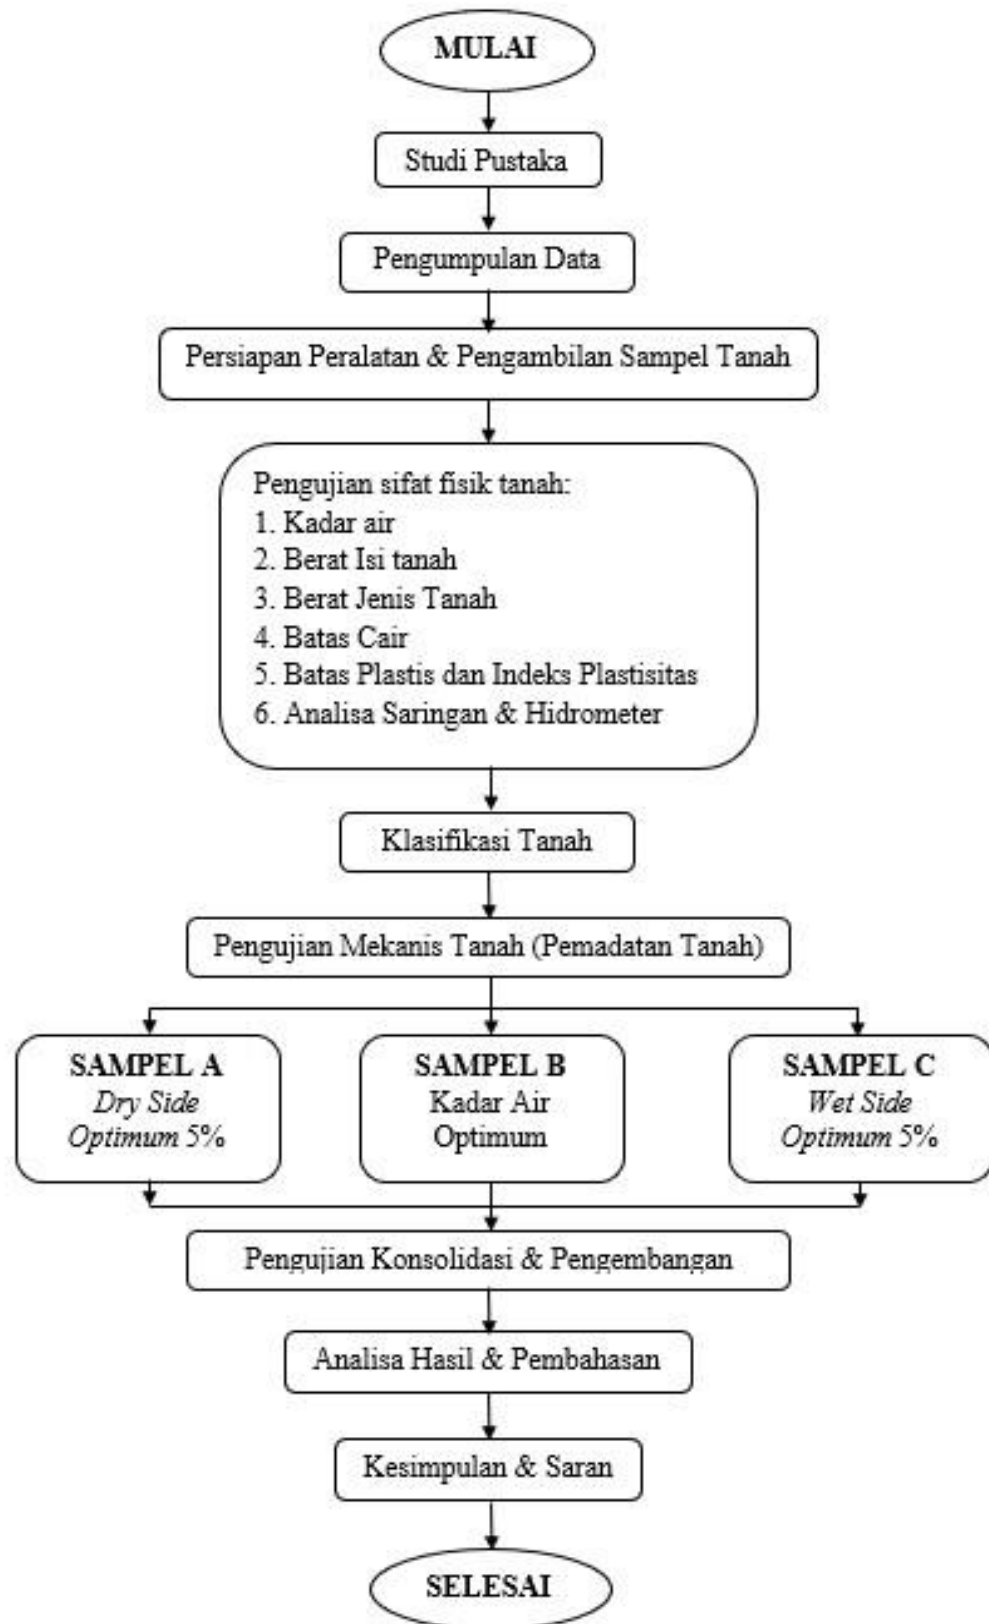 MULAI
Studi Pustaka
Pengumpulan Data
Persiapan Peralatan & Pengambilan Sampel Tanah
Pengujian sifat fisik tanah:
1. Kadar air
2. Berat Isi tanah
3. Berat Jenis Tanah
4. Batas Cair
5. Batas Plastis dan Indeks Plastisitas
6. Analisa Saringan & Hidrometer
Klasifikasi Tanah
Pengujian Mekanis Tanah (Pemadatan Tanah)
SAMPEL A
Dry Side
Optimum 5%
SAMPEL B
Kadar Air
Optimum
SAMPEL C
Wet Side
Optimum 5%
Pengujian Konsolidasi & Pengembangan
Analisa Hasil & Pembahasan
Kesimpulan & Saran
SELESAI